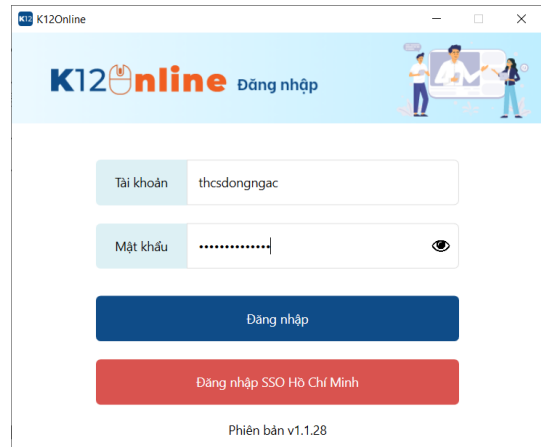 K12 K12Online
K12Online Đăng nhập
Tài khoản thcsdongngac
Mật khẩu ••••••••••••••
Đăng nhập
Đăng nhập SSO Hồ Chí Minh
Phiên bản v1.1.28